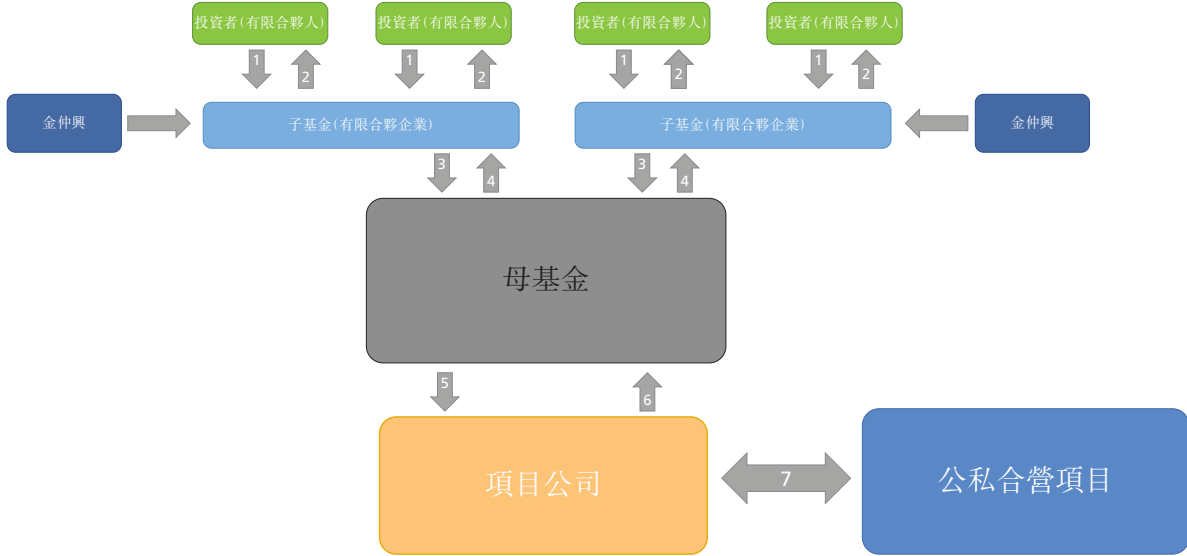 投資者(有限合夥人)
投資者(有限合夥人)
投資者(有限合夥人)
投資者(有限合夥人)
1
2
1
2
1
2
1
2
金仲興
子基金(有限合夥企業)
子基金(有限合夥企業)
金仲興
3
4
3
4
母基金
5
6
項目公司
7
公私合營項目